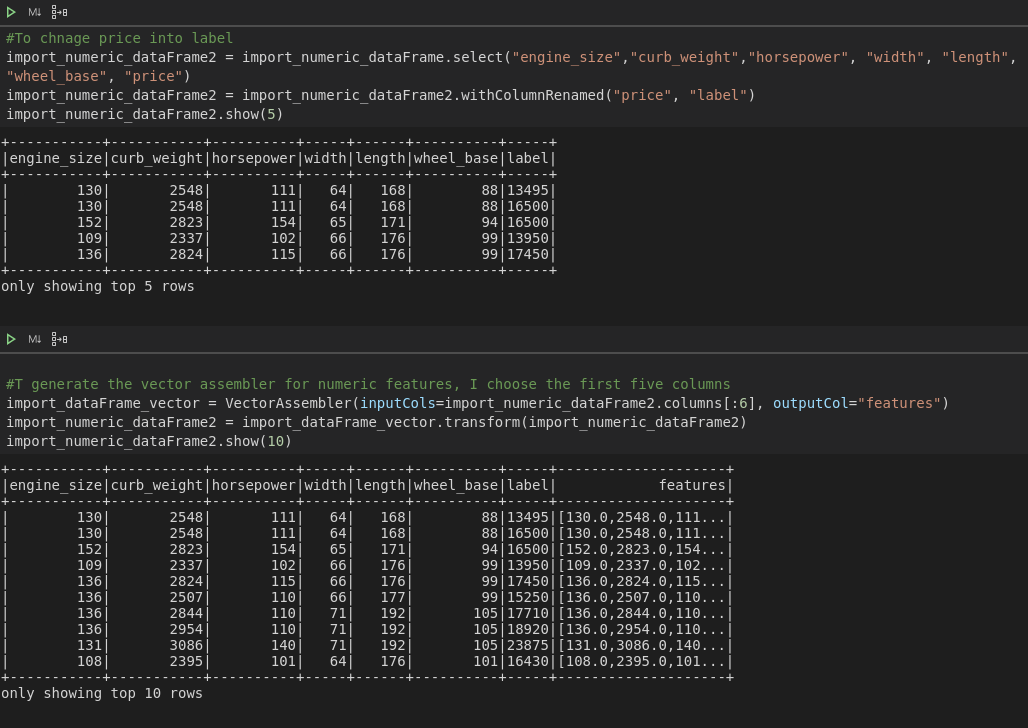 M↓
#To chnage price into label
import_numeric_dataFrame2 = import_numeric_dataFrame.select("engine_size","curb_weight","horsepower", "width", "length",
"wheel_base", "price")
import_numeric_dataFrame2 = import_numeric_dataFrame2.withColumnRenamed("price", "label")
import_numeric_dataFrame2.show(5)
+-----------+-----------+----------+-----+------+----------+-----+
|engine_size|curb_weight|horsepower|width|length|wheel_base|label|
+-----------+-----------+----------+-----+------+----------+-----+
|        130|       2548|       111|   64|   168|        88|13495|
|        130|       2548|       111|   64|   168|        88|16500|
|        152|       2823|       154|   65|   171|        94|16500|
|        109|       2337|       102|   66|   176|        99|13950|
|        136|       2824|       115|   66|   176|        99|17450|
+-----------+-----------+----------+-----+------+----------+-----+
only showing top 5 rows
M↓
#T generate the vector assembler for numeric features, I choose the first five columns
import_dataFrame_vector = VectorAssembler(inputCols=import_numeric_dataFrame2.columns[:6], outputCol="features")
import_numeric_dataFrame2 = import_dataFrame_vector.transform(import_numeric_dataFrame2)
import_numeric_dataFrame2.show(10)
+-----------+-----------+----------+-----+------+----------+-----+--------------------+
|engine_size|curb_weight|horsepower|width|length|wheel_base|label|            features|
+-----------+-----------+----------+-----+------+----------+-----+--------------------+
|        130|       2548|       111|   64|   168|        88|13495|[130.0,2548.0,111...|
|        130|       2548|       111|   64|   168|        88|16500|[130.0,2548.0,111...|
|        152|       2823|       154|   65|   171|        94|16500|[152.0,2823.0,154...|
|        109|       2337|       102|   66|   176|        99|13950|[109.0,2337.0,102...|
|        136|       2824|       115|   66|   176|        99|17450|[136.0,2824.0,115...|
|        136|       2507|       110|   66|   177|        99|15250|[136.0,2507.0,110...|
|        136|       2844|       110|   71|   192|       105|17710|[136.0,2844.0,110...|
|        136|       2954|       110|   71|   192|       105|18920|[136.0,2954.0,110...|
|        131|       3086|       140|   71|   192|       105|23875|[131.0,3086.0,140...|
|        108|       2395|       101|   64|   176|       101|16430|[108.0,2395.0,101...|
+-----------+-----------+----------+-----+------+----------+-----+--------------------+
only showing top 10 rows